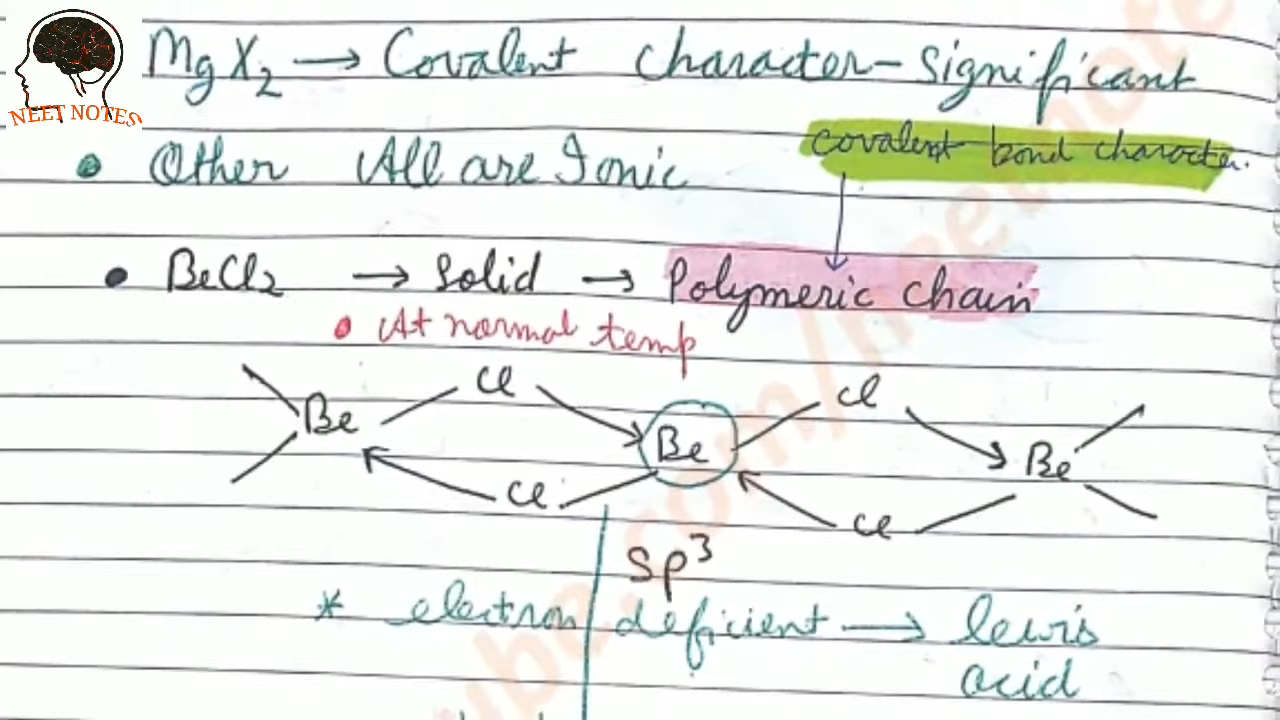 MgX₂ → Covalent character - Significant
NEET NOTES
covalent bond character.
• Other All are Ionic
• BeCl₂ → Solid → Polymeric chain
• At normal temp
Be Cl Be Cl Be
Cl Cl
Sp³
* electron deficient → lewis
acid